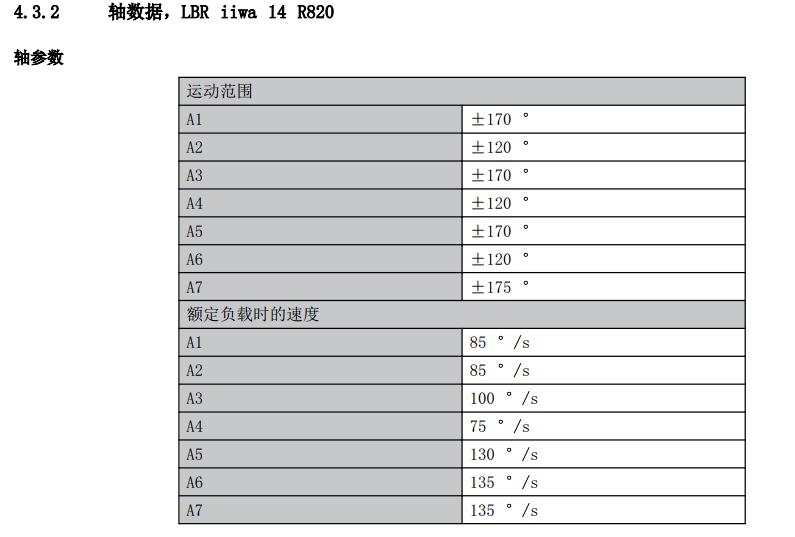 4.3.2 轴数据，LBR iiwa 14 R820
轴参数
运动范围
A1 ±170 °
A2 ±120 °
A3 ±170 °
A4 ±120 °
A5 ±170 °
A6 ±120 °
A7 ±175 °
额定负载时的速度
A1 85 ° /s
A2 85 ° /s
A3 100 ° /s
A4 75 ° /s
A5 130 ° /s
A6 135 ° /s
A7 135 ° /s